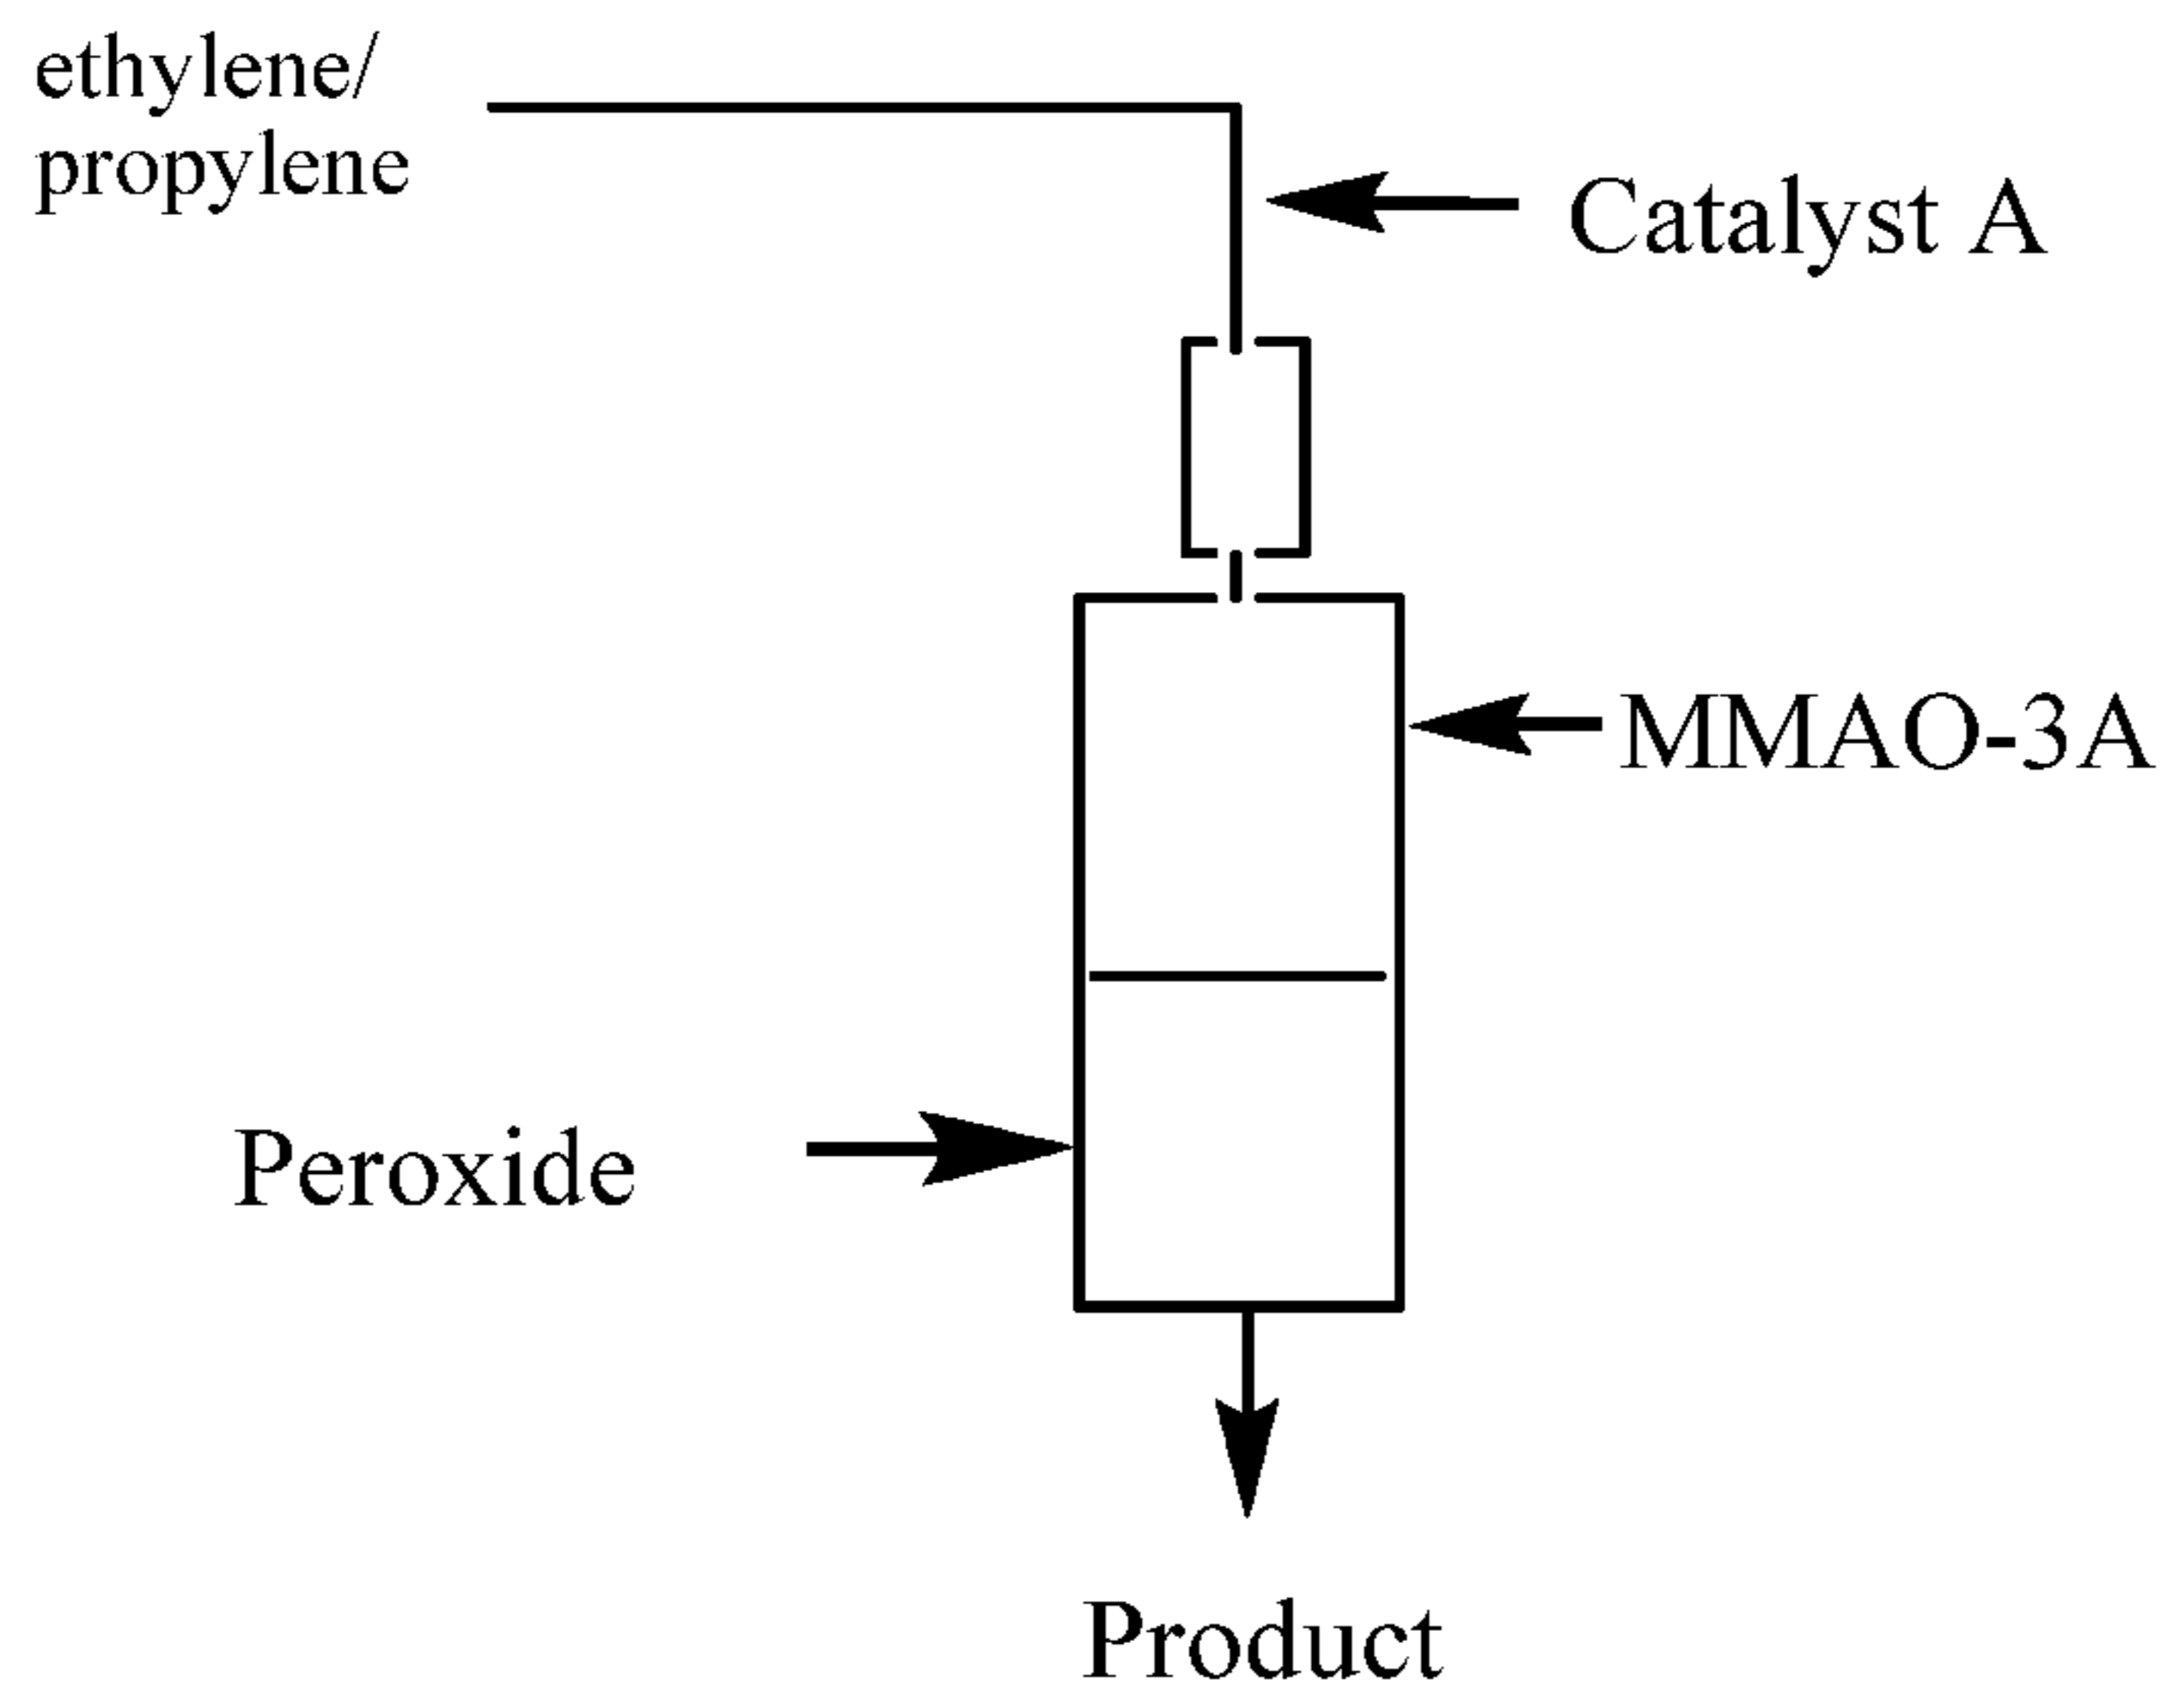 ethylene/
propylene
Catalyst A
MMAO-3A
Peroxide
Product